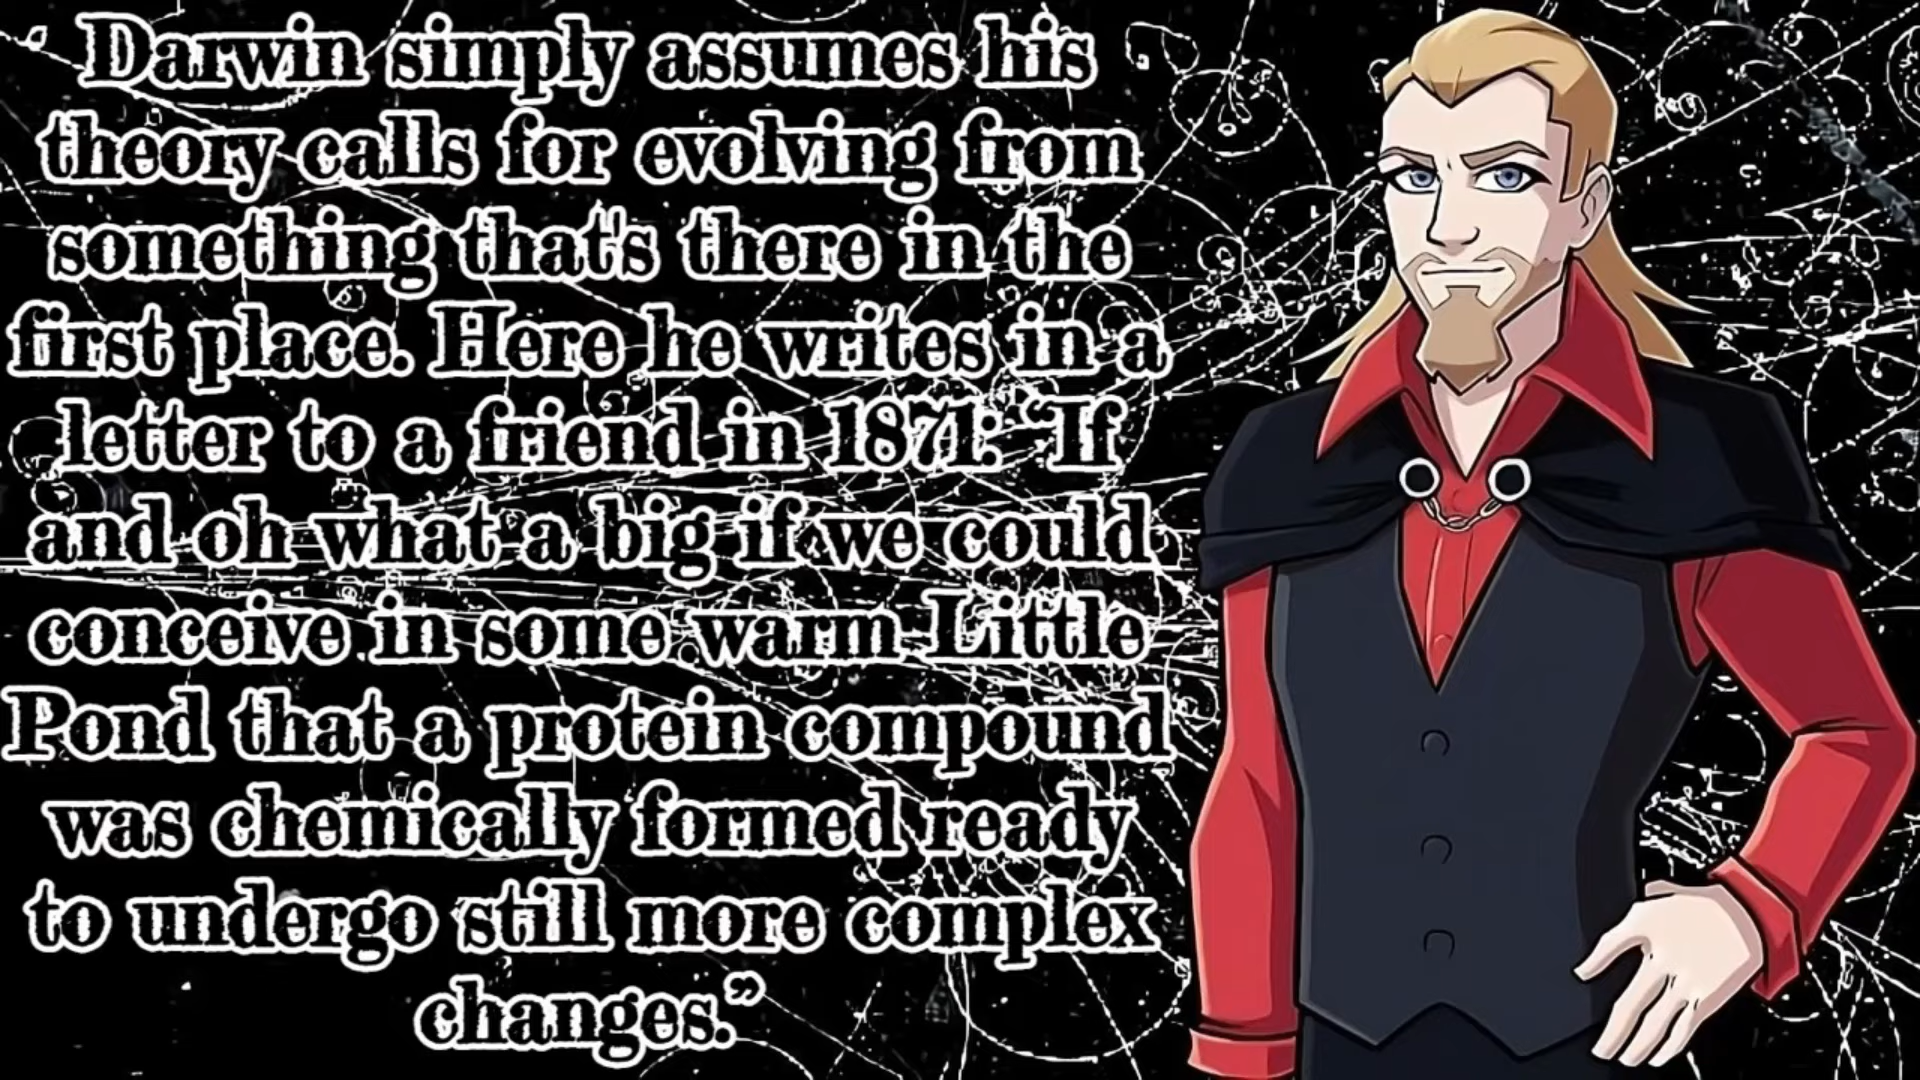 Darwin simply assumes his
theory calls for evolving from
something that's there in the
first place. Here he writes in a
letter to a friend in 1871: “If
and oh what a big if we could
conceive in some warm Little
Pond that a protein compound
was chemically formed ready
to undergo still more complex
changes.”